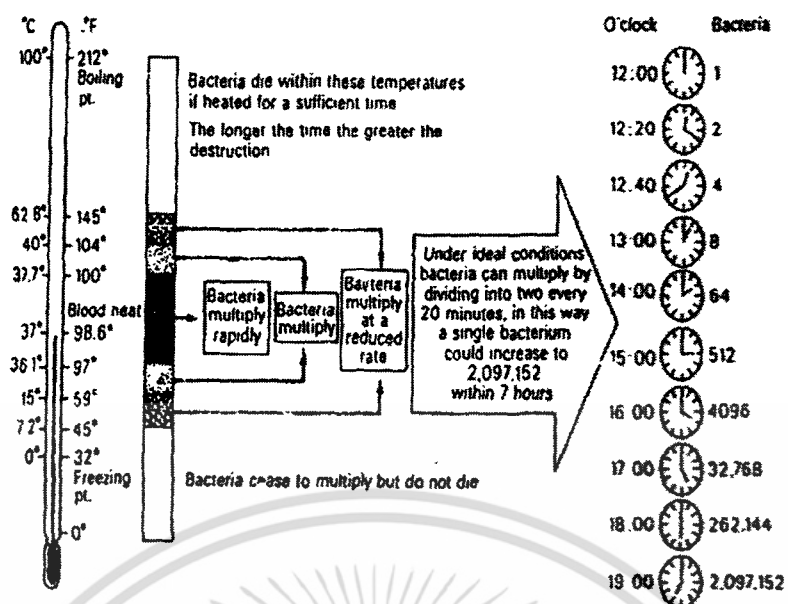 °C °F
100° 212°
Boiling
pt.
62 8° 145°
40° 104°
37.7° 100°
Blood heat
37° 98.6°
36 1° 97°
15° 59°
7 2° 45°
0° 32°
Freezing
pt.
0°
Bacteria die within these temperatures
if heated for a sufficient time
The longer the time the greater the
destruction
Bacteria
multiply
rapidly
Bacteria
multiply
Bacteria
multiply
at a
reduced
rate
Bacteria cease to multiply but do not die
Under ideal conditions
bacteria can multiply by
dividing into two every
20 minutes, in this way
a single bacterium
could increase to
2,097,152
within 7 hours
O'clock Bacteria
12:00 1
12:20 2
12.40 4
13:00 8
14:00 64
15:00 512
16 00 4096
17 00 32,768
18.00 262,144
19 00 2,097,152